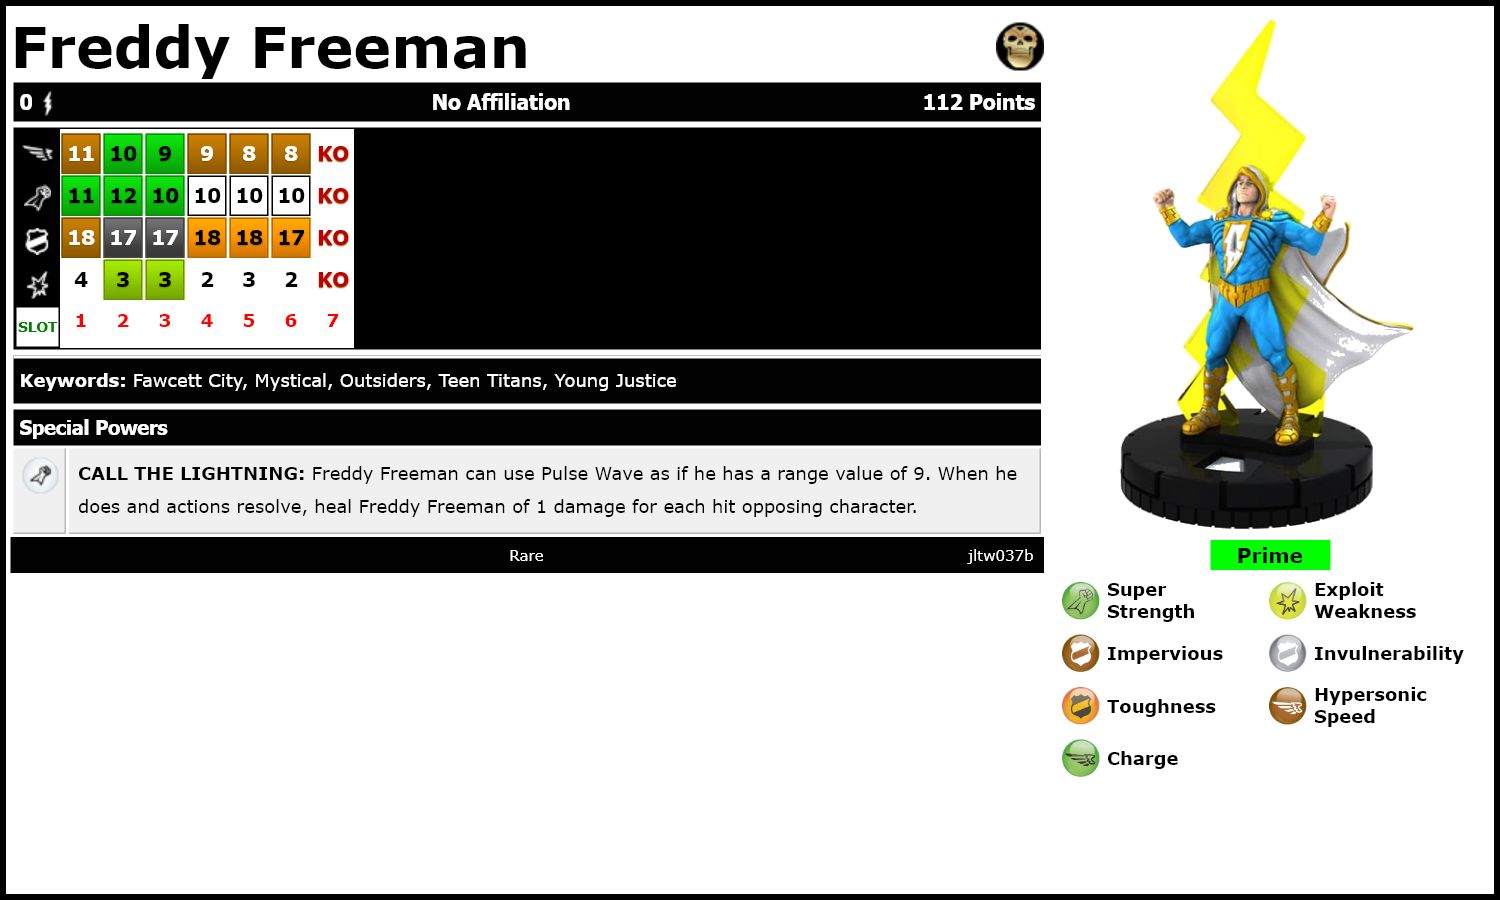 Freddy Freeman
0 No Affiliation 112 Points
11 10 9 9 8 8 KO
11 12 10 10 10 10 KO
18 17 17 18 18 17 KO
4 3 3 2 3 2 KO
SLOT 1 2 3 4 5 6 7
Keywords: Fawcett City, Mystical, Outsiders, Teen Titans, Young Justice
Special Powers
CALL THE LIGHTNING: Freddy Freeman can use Pulse Wave as if he has a range value of 9. When he
does and actions resolve, heal Freddy Freeman of 1 damage for each hit opposing character.
Rare jltw037b
Prime
Super
Strength
Exploit
Weakness
Impervious
Invulnerability
Toughness
Hypersonic
Speed
Charge